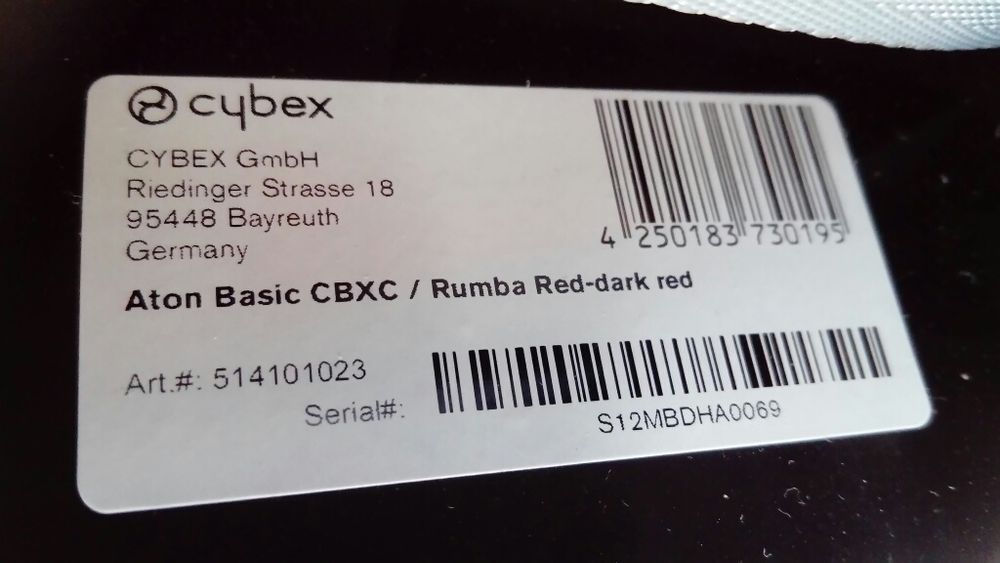 cybex
CYBEX GmbH
Riedinger Strasse 18
95448 Bayreuth
Germany
4 250183 730195
Aton Basic CBXC / Rumba Red-dark red
Art.#: 514101023
Serial#:
S12MBDHA0069